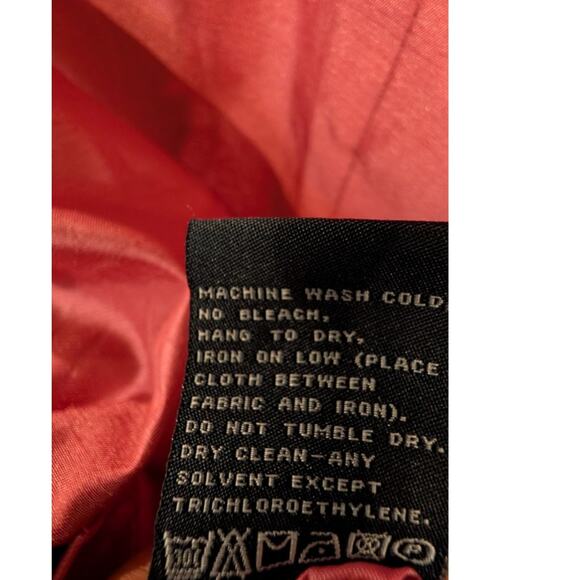 MACHINE WASH COLD,
NO BLEACH,
HANG TO DRY,
IRON ON LOW (PLACE
CLOTH BETWEEN
FABRIC AND IRON).
DO NOT TUMBLE DRY.
DRY CLEAN-ANY
SOLVENT EXCEPT
TRICHLOROETHYLENE.
30C P